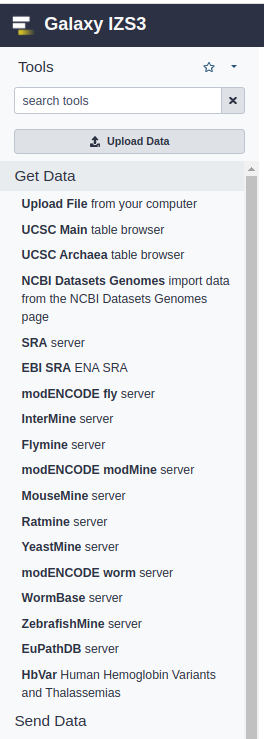 Galaxy IZS3
Tools
search tools
Upload Data
Get Data
Upload File from your computer
UCSC Main table browser
UCSC Archaea table browser
NCBI Datasets Genomes import data
from the NCBI Datasets Genomes
page
SRA server
EBI SRA ENA SRA
modENCODE fly server
InterMine server
Flymine server
modENCODE modMine server
MouseMine server
Ratmine server
YeastMine server
modENCODE worm server
WormBase server
ZebrafishMine server
EuPathDB server
HbVar Human Hemoglobin Variants
and Thalassemias
Send Data